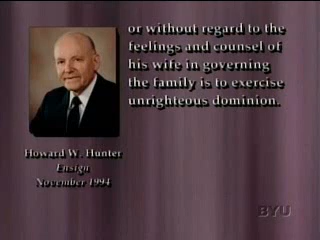 or without regard to the
feelings and counsel of
his wife in governing
the family is to exercise
unrighteous dominion.
Howard W. Hunter
Ensign
November 1994
BYU